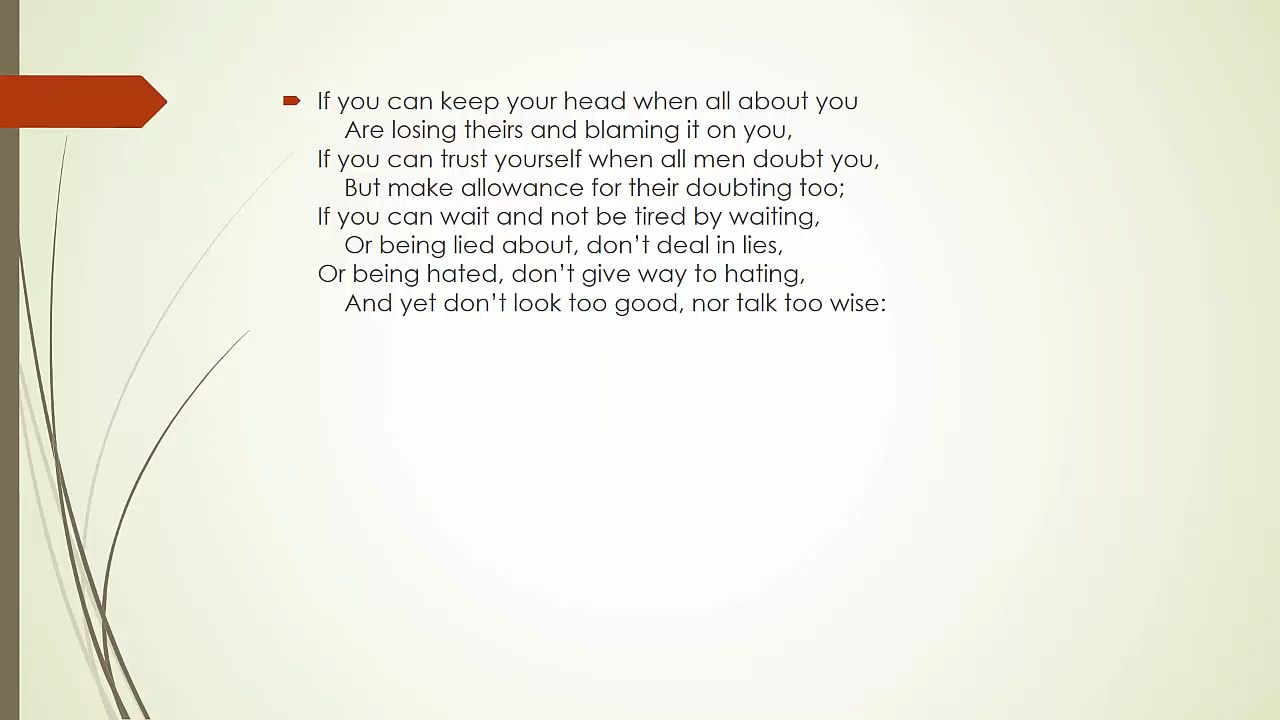 If you can keep your head when all about you
Are losing theirs and blaming it on you,
If you can trust yourself when all men doubt you,
But make allowance for their doubting too;
If you can wait and not be tired by waiting,
Or being lied about, don’t deal in lies,
Or being hated, don’t give way to hating,
And yet don’t look too good, nor talk too wise: